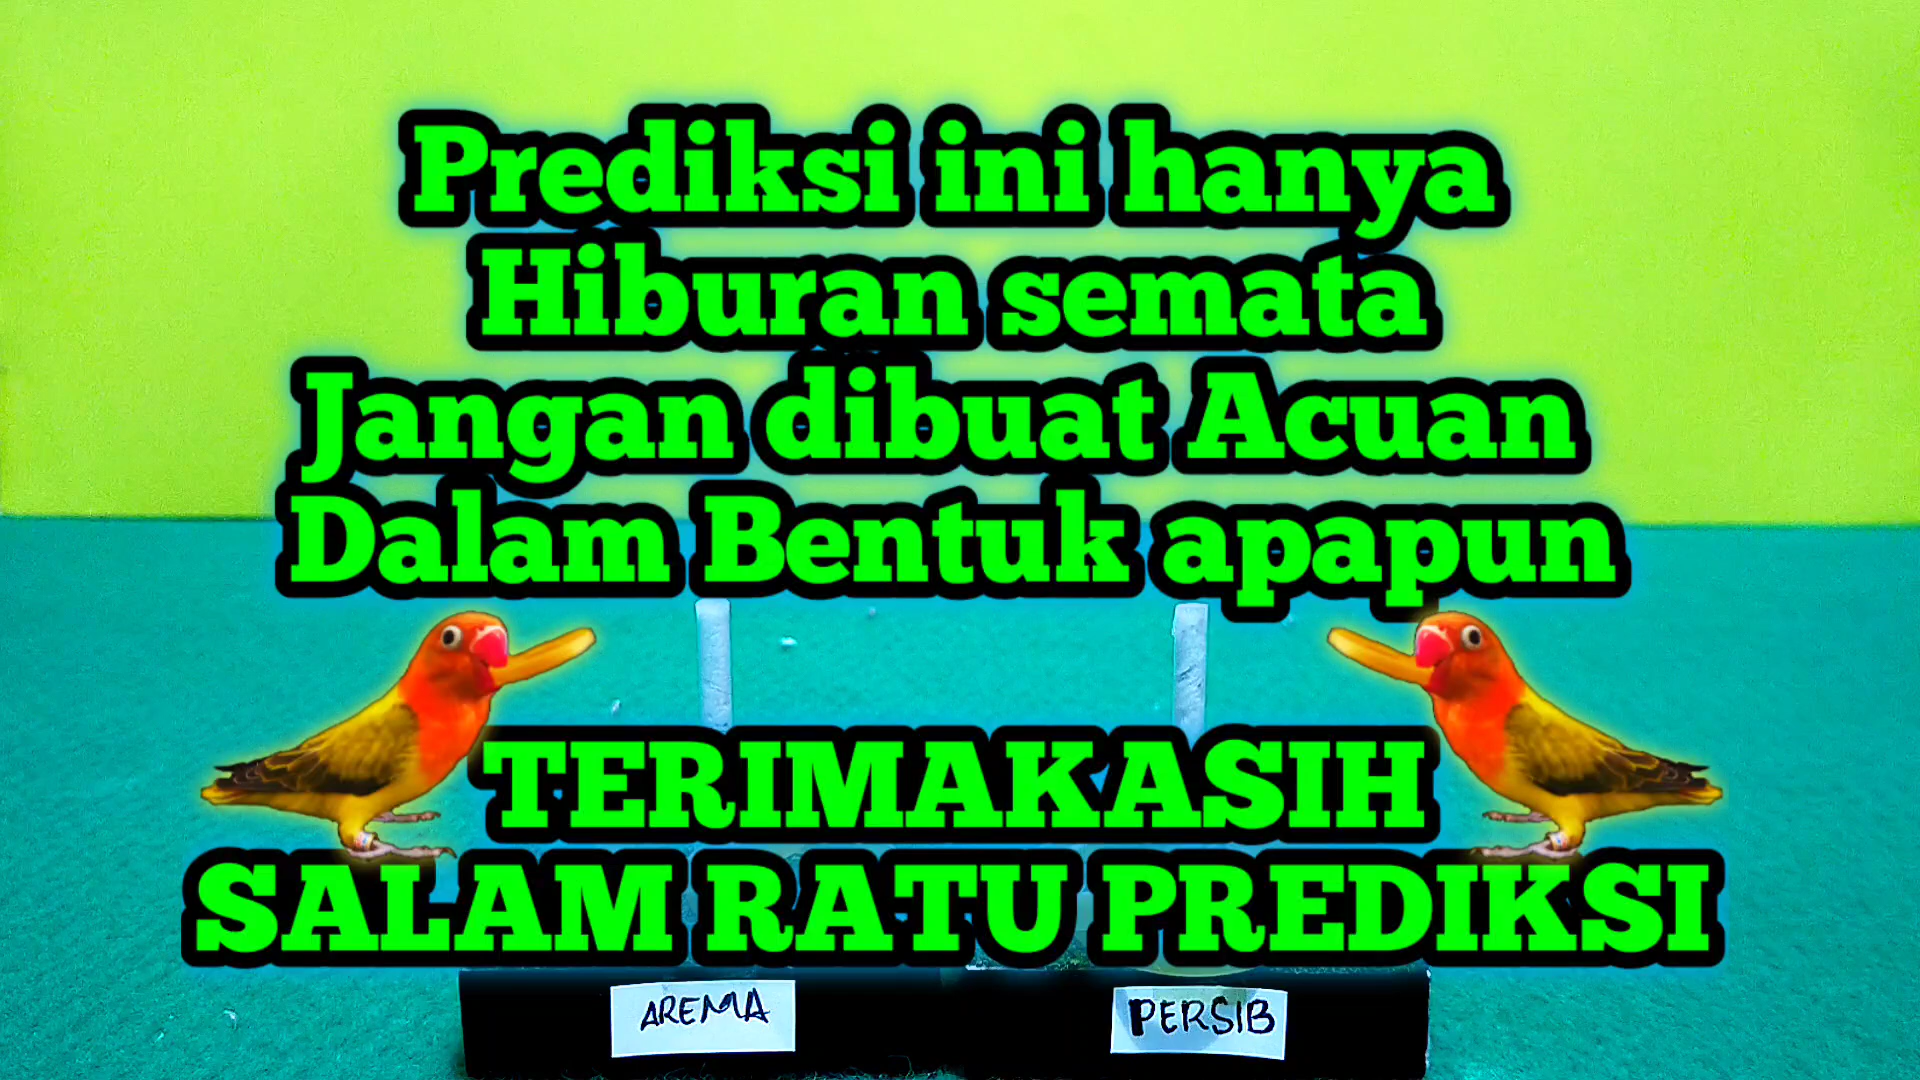 Prediksi ini hanya
Hiburan semata
Jangan dibuat Acuan
Dalam Bentuk apapun
TERIMAKASIH
SALAM RATU PREDIKSI
AREMA
PERSIB